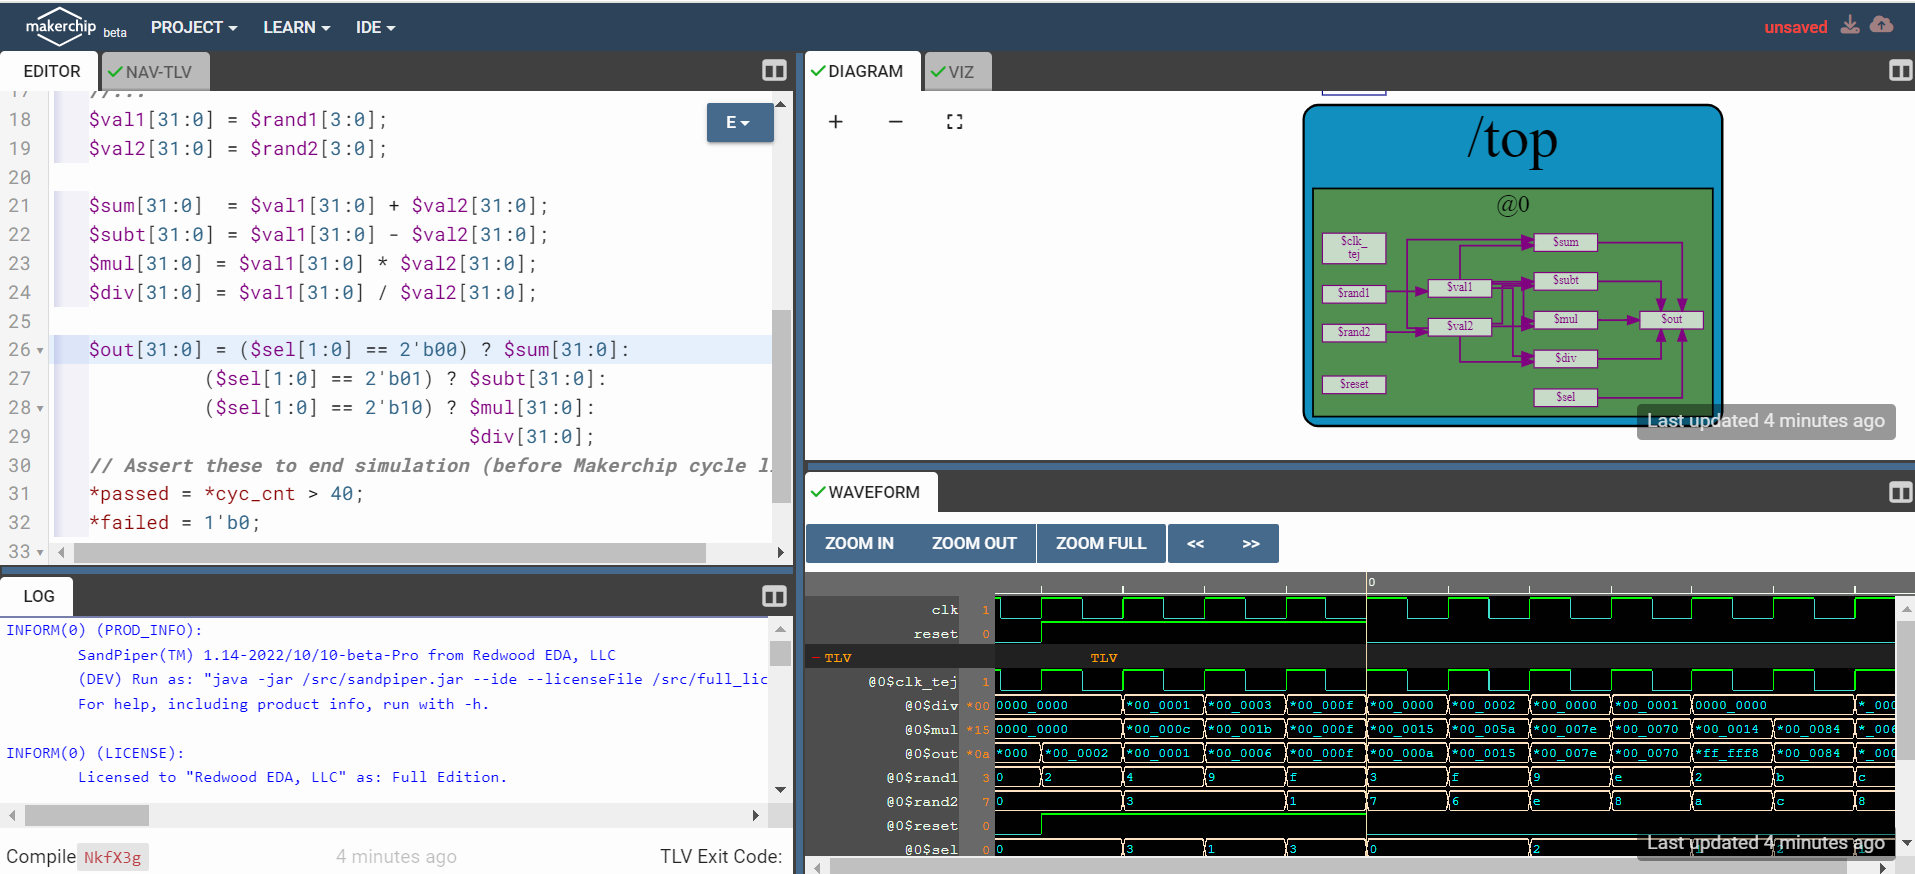 makerchip beta PROJECT LEARN IDE unsaved
EDITOR NAV-TLV
17 //...
18 $val1[31:0] = $rand1[3:0];
19 $val2[31:0] = $rand2[3:0];
20
21 $sum[31:0]  = $val1[31:0] + $val2[31:0];
22 $subt[31:0] = $val1[31:0] - $val2[31:0];
23 $mul[31:0] = $val1[31:0] * $val2[31:0];
24 $div[31:0] = $val1[31:0] / $val2[31:0];
25
26 $out[31:0] = ($sel[1:0] == 2'b00) ? $sum[31:0]:
27 ($sel[1:0] == 2'b01) ? $subt[31:0]:
28 ($sel[1:0] == 2'b10) ? $mul[31:0]:
29 $div[31:0];
30 // Assert these to end simulation (before Makerchip cycle l
31 *passed = *cyc_cnt > 40;
32 *failed = 1'b0;
33
E
LOG
INFORM(0) (PROD_INFO):
SandPiper(TM) 1.14-2022/10/10-beta-Pro from Redwood EDA, LLC
(DEV) Run as: "java -jar /src/sandpiper.jar --ide --licenseFile /src/full_lic
For help, including product info, run with -h.
INFORM(0) (LICENSE):
Licensed to "Redwood EDA, LLC" as: Full Edition.
Compile NkfX3g 4 minutes ago TLV Exit Code:
DIAGRAM VIZ
+ −
/top
@0
$clk_
tej
$sum
$rand1 $val1 $subt
$rand2 $val2 $mul $out
$div
$reset
$sel
Last updated 4 minutes ago
WAVEFORM
ZOOM IN ZOOM OUT ZOOM FULL << >>
0
clk 1
reset 0
TLV TLV
@0$clk_tej 1
@0$div *00 0000_0000 *00_0001 *00_0003 *00_000f *00_0000 *00_0002 *00_0000 *00_0001 0000_0000 *_000
@0$mul *15 0000_0000 *00_000c *00_001b *00_000f *00_0015 *00_005a *00_007e *00_0070 *00_0014 *00_0084 *_006
@0$out *0a *000 *00_0002 *00_0001 *00_0006 *00_000f *00_000a *00_0015 *00_007e *00_0070 *ff_fff8 *00_0084 *_000
@0$rand1 3 0 2 4 9 f 3 f 9 e 2 b c
@0$rand2 7 0 3 1 7 6 e 8 a c 8
@0$reset 0
@0$sel 0 0 3 1 3 0 2
Last updated 4 minutes ago